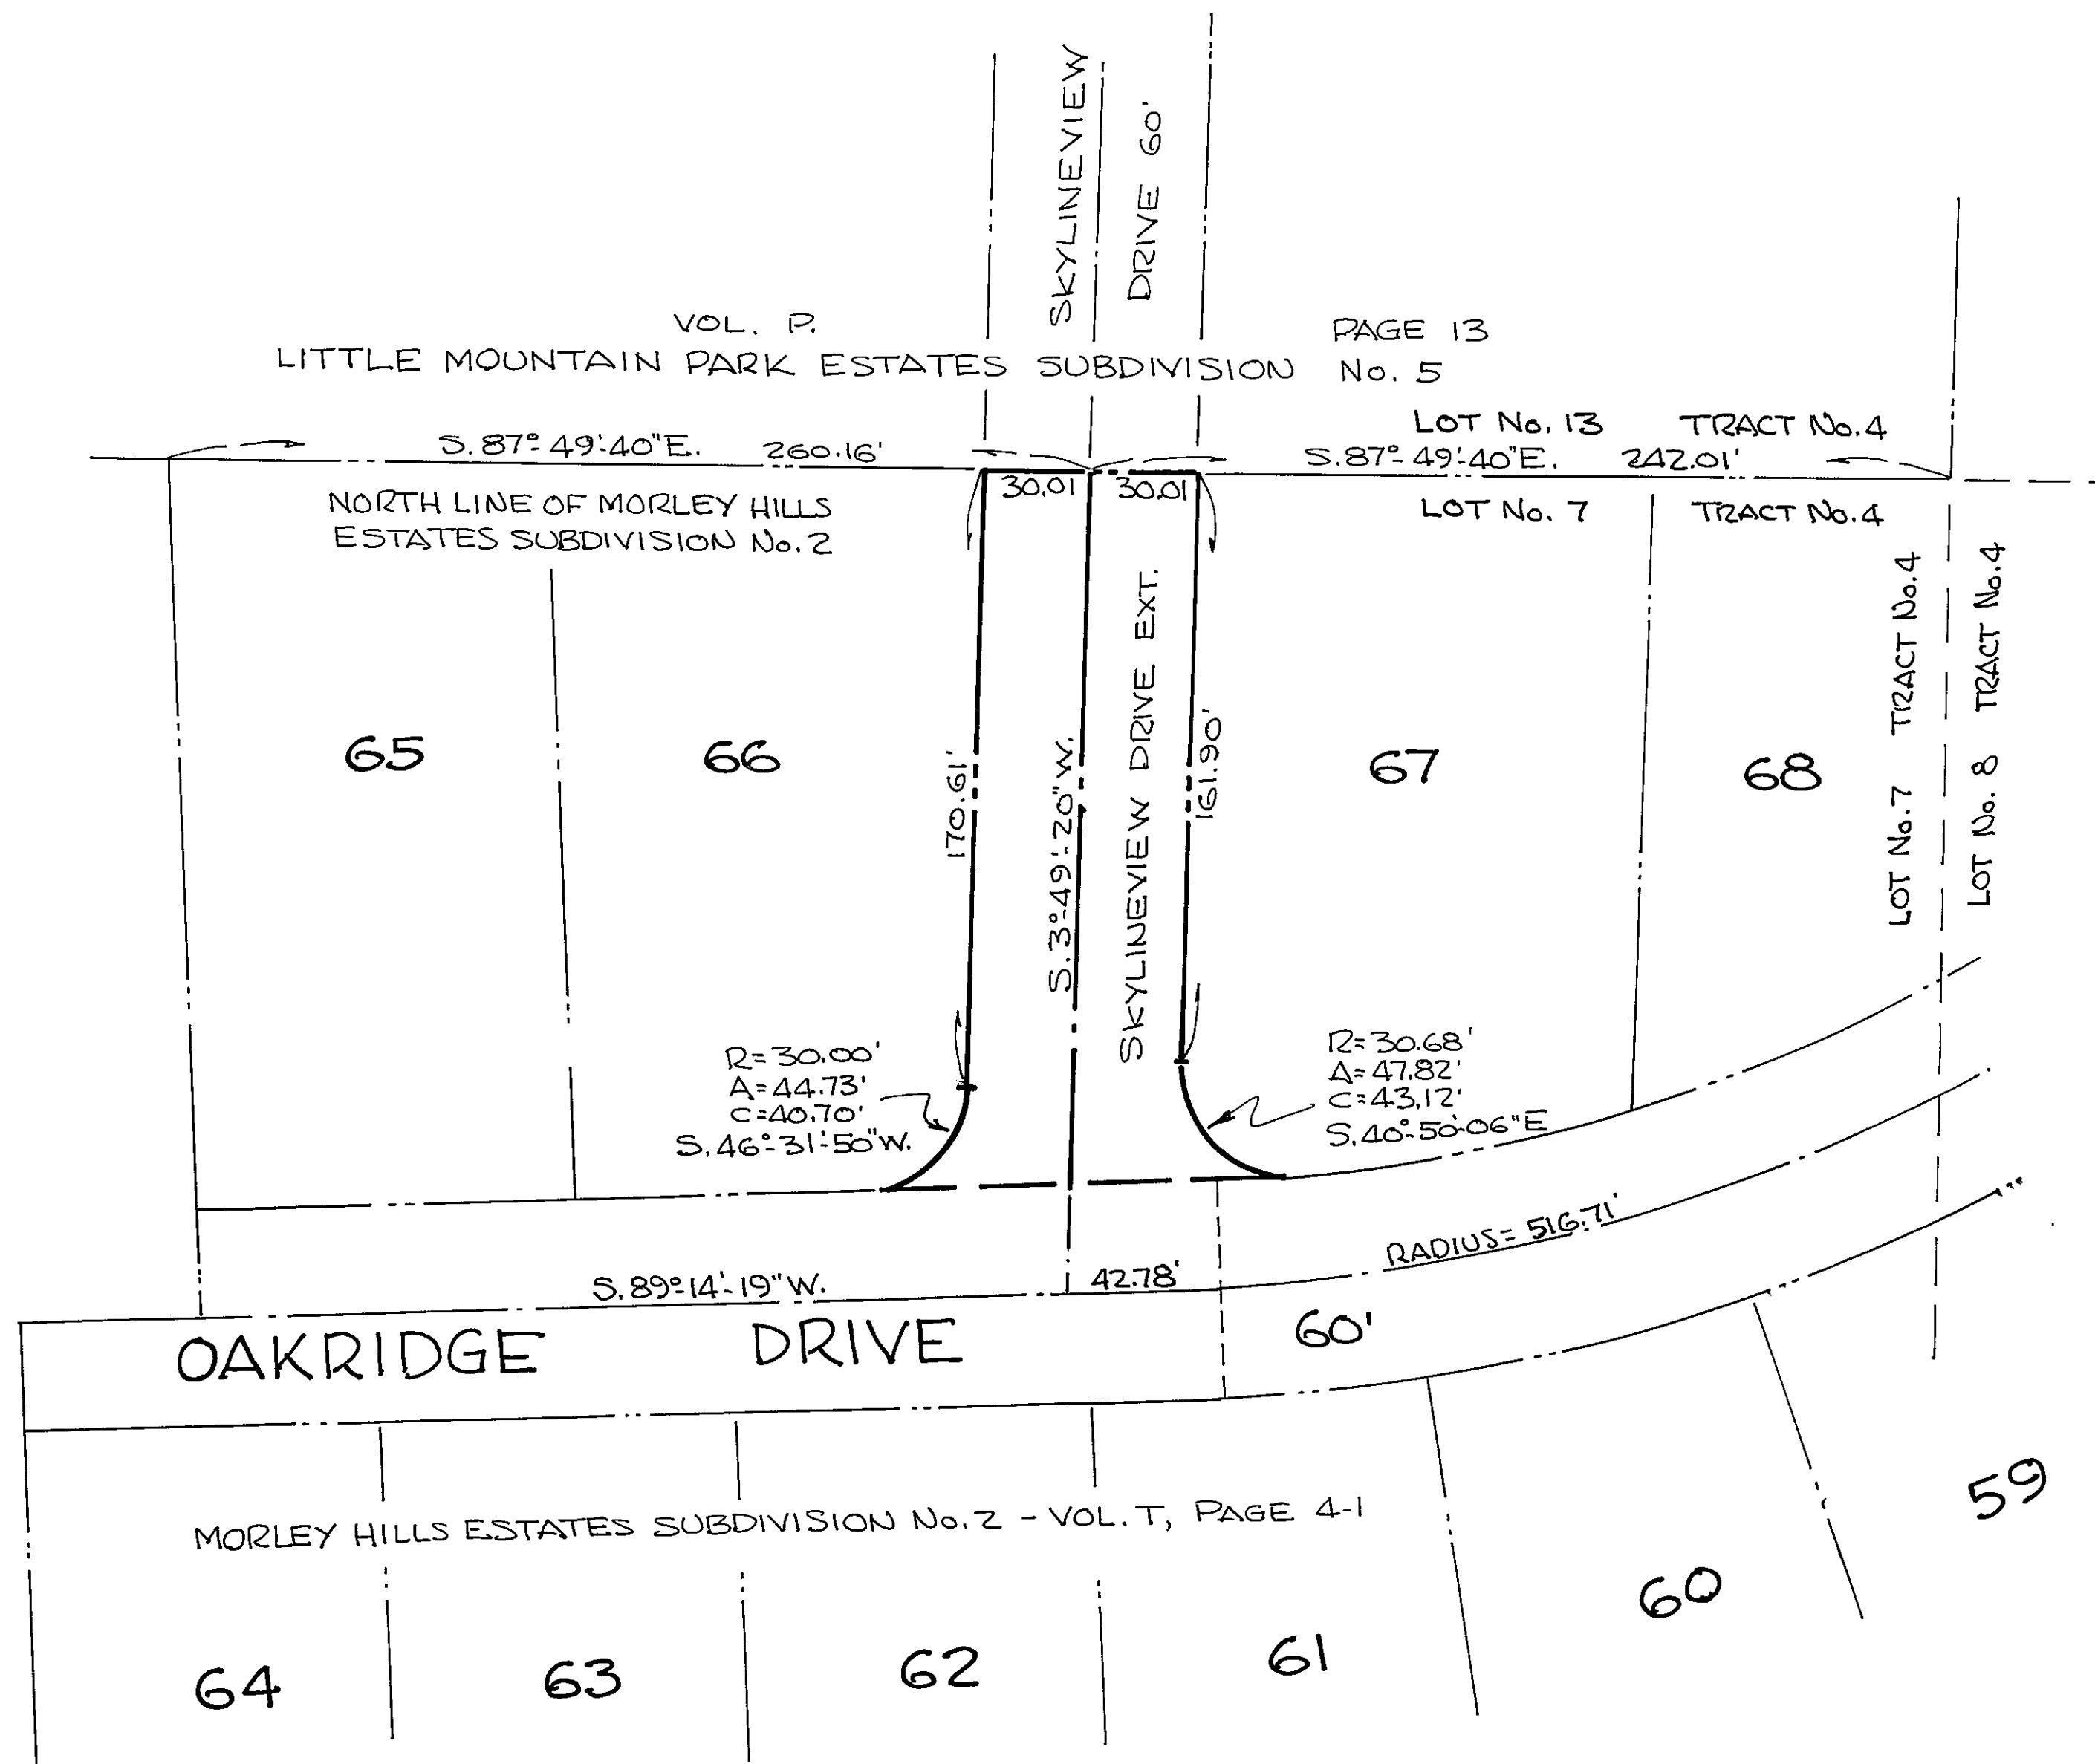 SKYLINEVIEW
DRIVE 60'
VOL. P.
PAGE 13
LITTLE MOUNTAIN PARK ESTATES SUBDIVISION No. 5
LOT No. 13 TRACT No. 4
S. 87°-49'-40"E. 260.16'
S. 87°-49'-40"E. 242.01'
30.01 30.01
NORTH LINE OF MORLEY HILLS
ESTATES SUBDIVISION No. 2
LOT No. 7 TRACT No. 4
LOT No. 7 TRACT No. 4
LOT No. 8 TRACT No. 4
65
66
170.61'
S. 3°-49'-20"W.
SKYLINEVIEW DRIVE EXT.
161.90'
67
68
R=30.00'
A=44.73'
C=40.70'
S. 46°-31'-50"W.
R=30.68'
A=47.82'
C=43.12'
S. 40°-50-06"E
RADIUS= 516.71'
S. 89°-14'-19"W.
42.78'
OAKRIDGE DRIVE
60'
MORLEY HILLS ESTATES SUBDIVISION No. 2 - VOL. T, PAGE 4-1
59
60
61
62
63
64